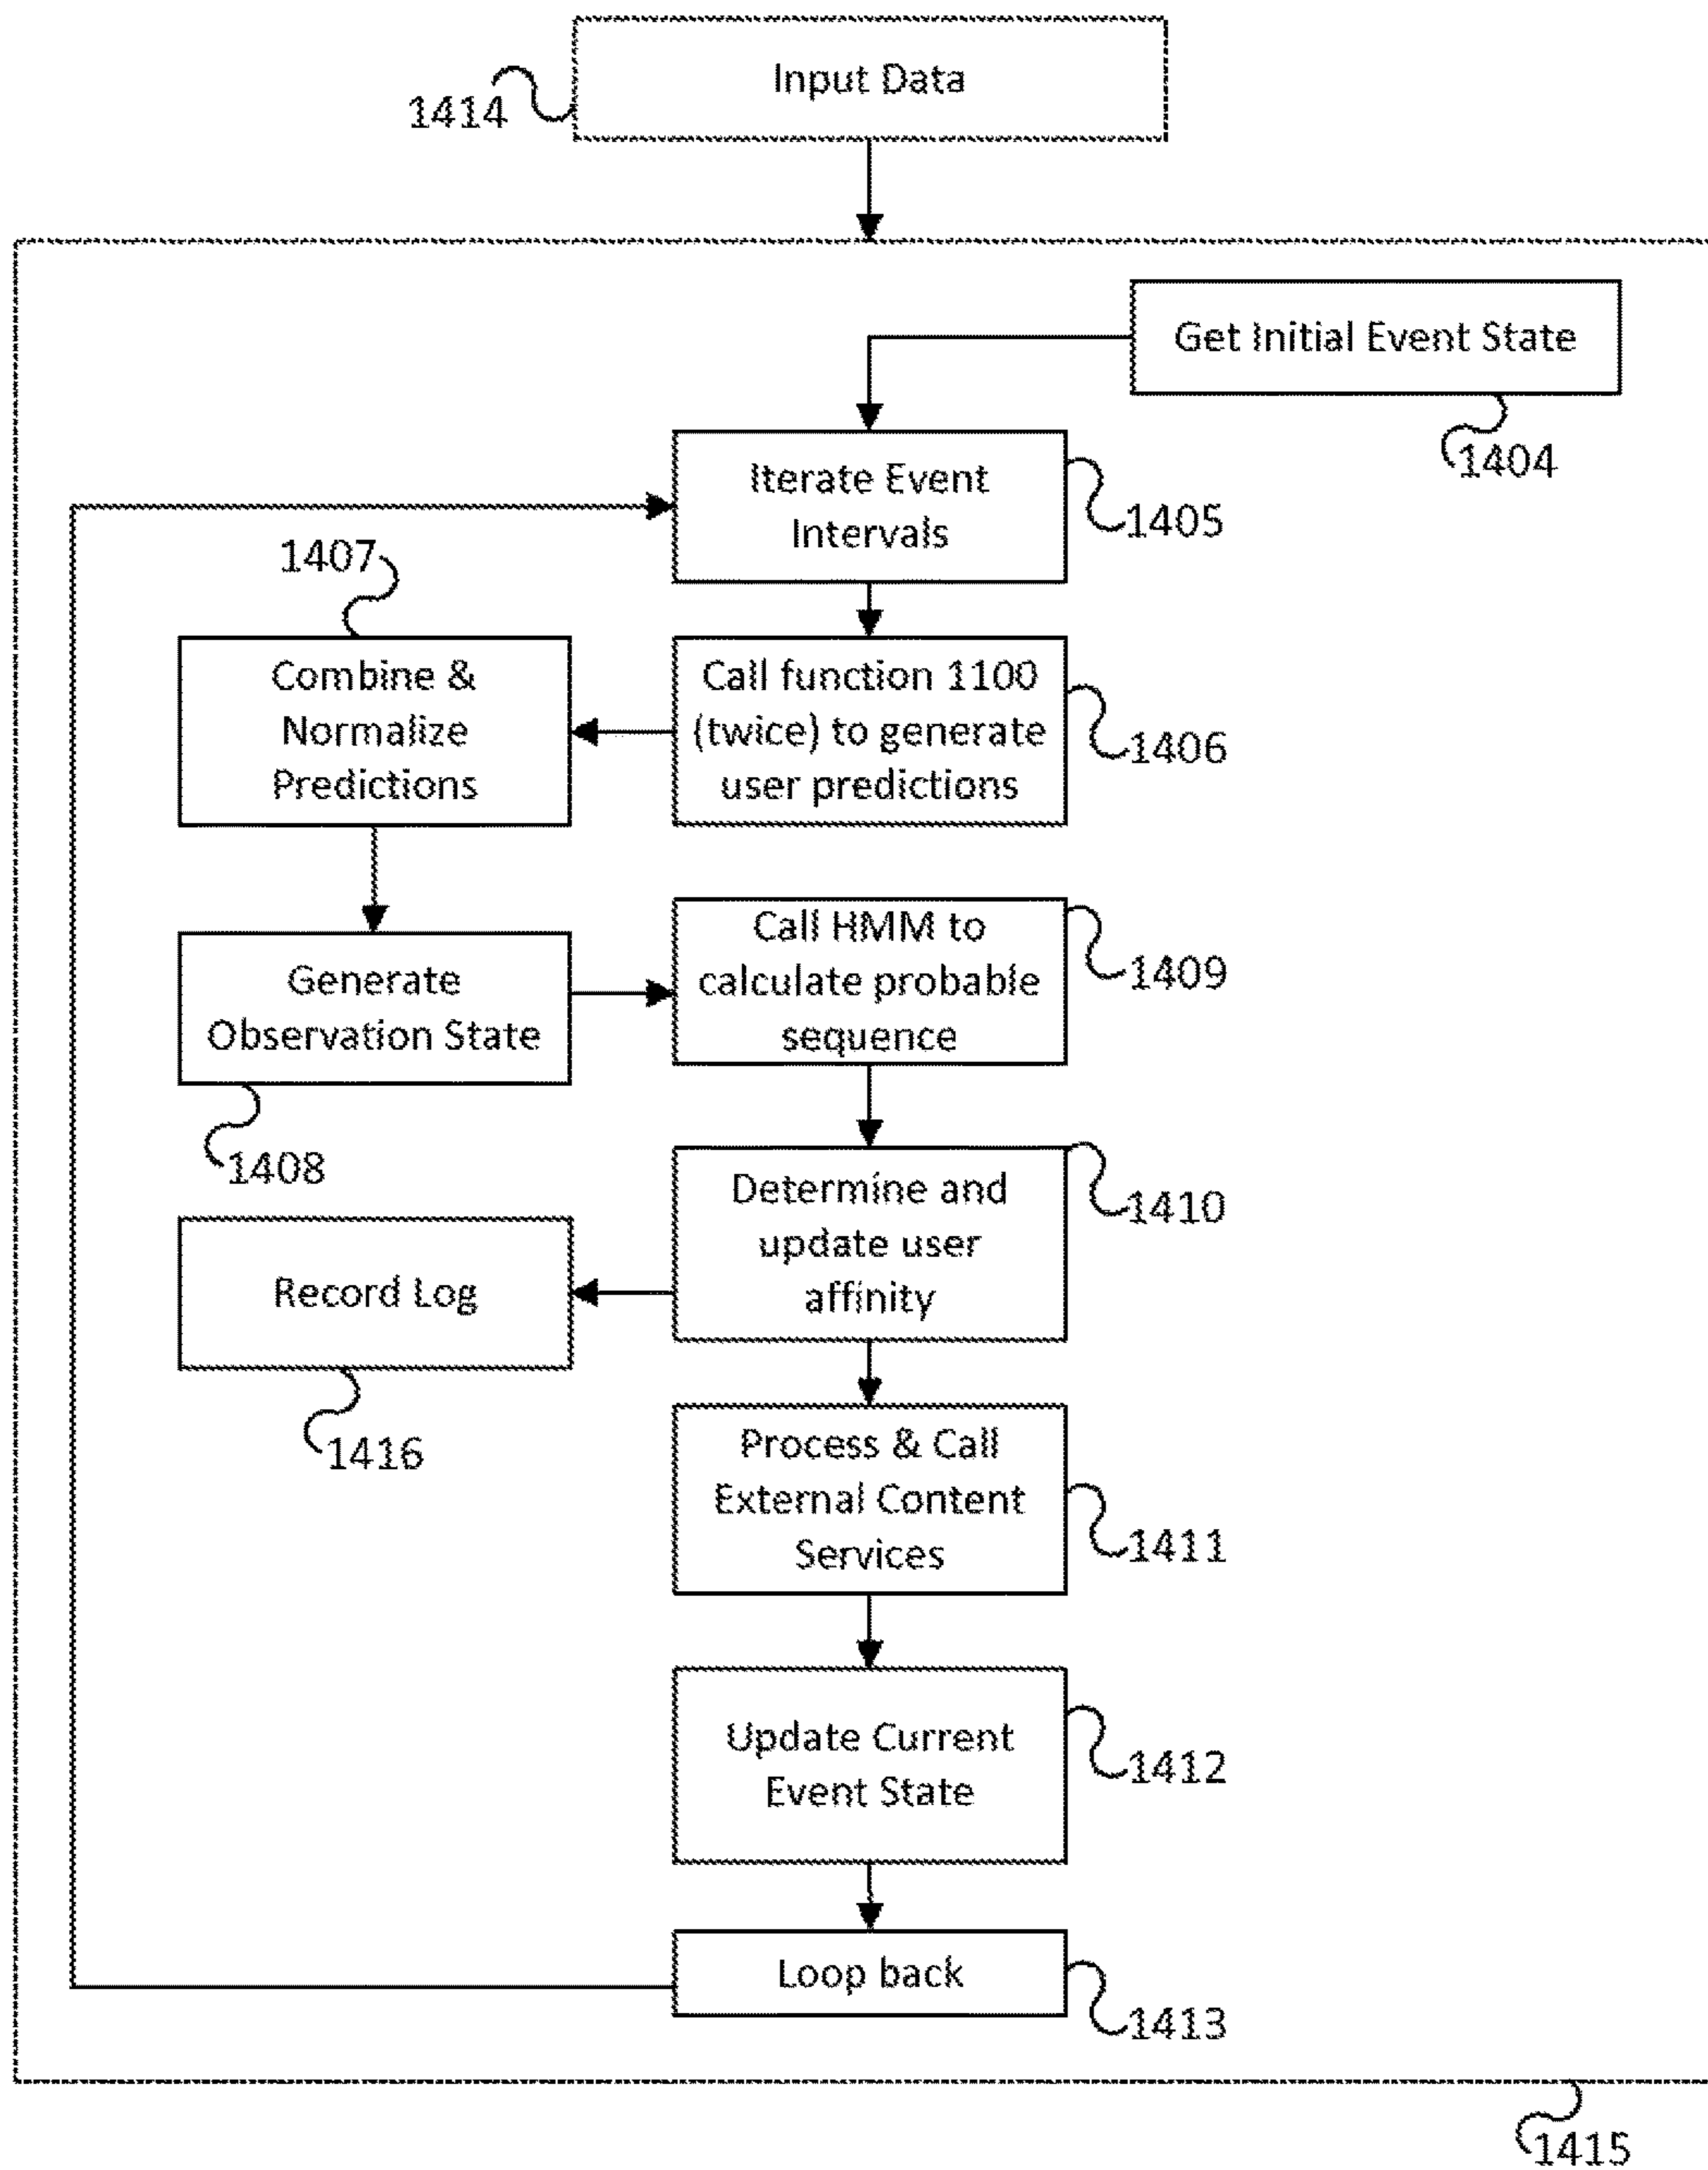 Input Data
1414
Get Initial Event State
1404
Iterate Event
Intervals
1405
1407
Combine &
Normalize
Predictions
Call function 1100
(twice) to generate
user predictions
1406
Generate
Observation State
1408
Call HMM to
calculate probable
sequence
1409
Determine and
update user
affinity
1410
Record Log
1416
Process & Call
External Content
Services
1411
Update Current
Event State
1412
Loop back
1413
1415